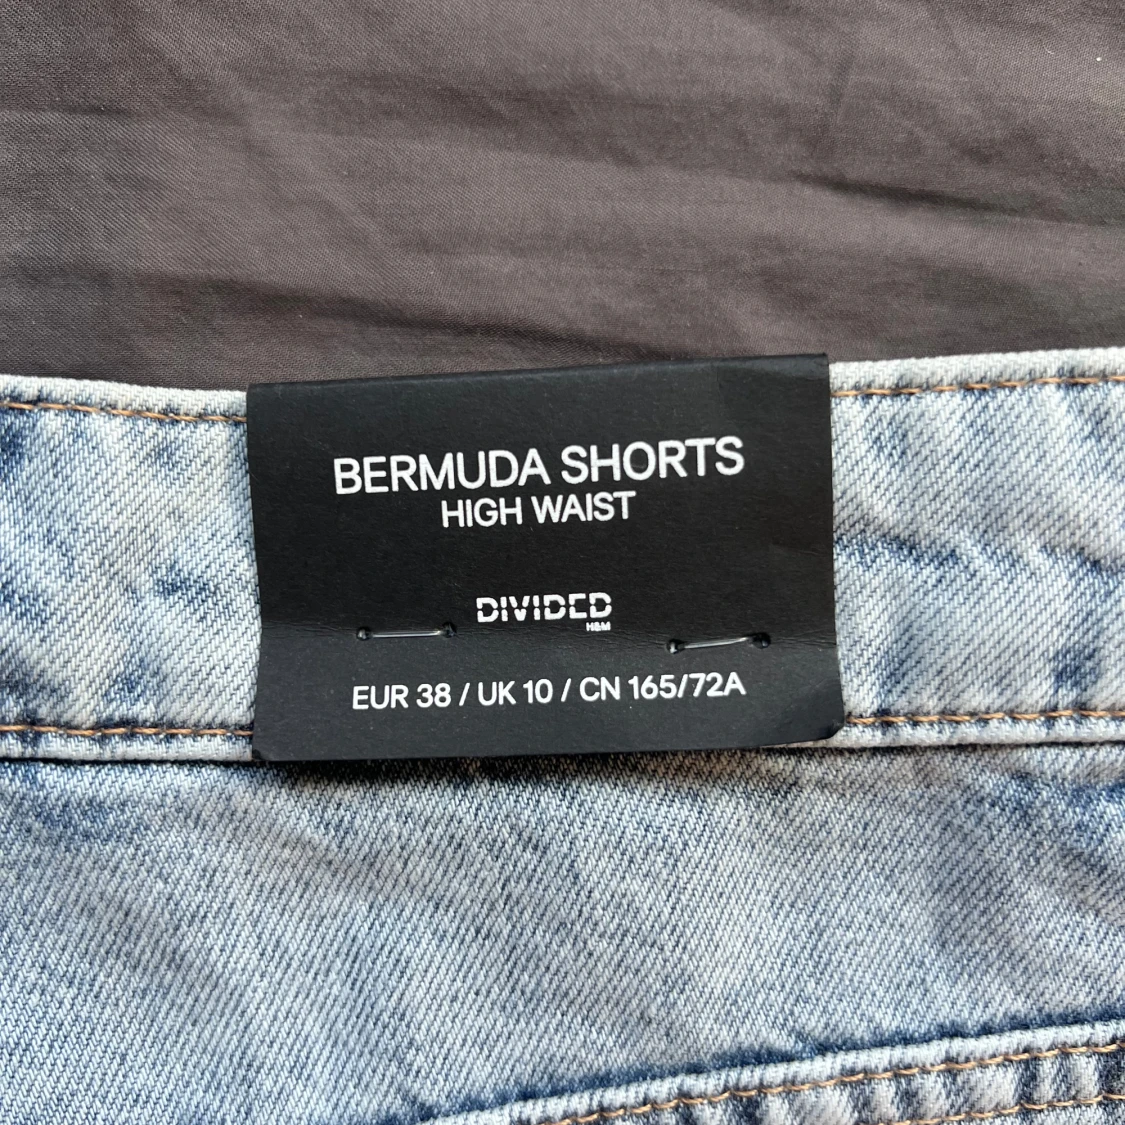 BERMUDA SHORTS
HIGH WAIST
DIVIDED
H&M
EUR 38 / UK 10 / CN 165/72A